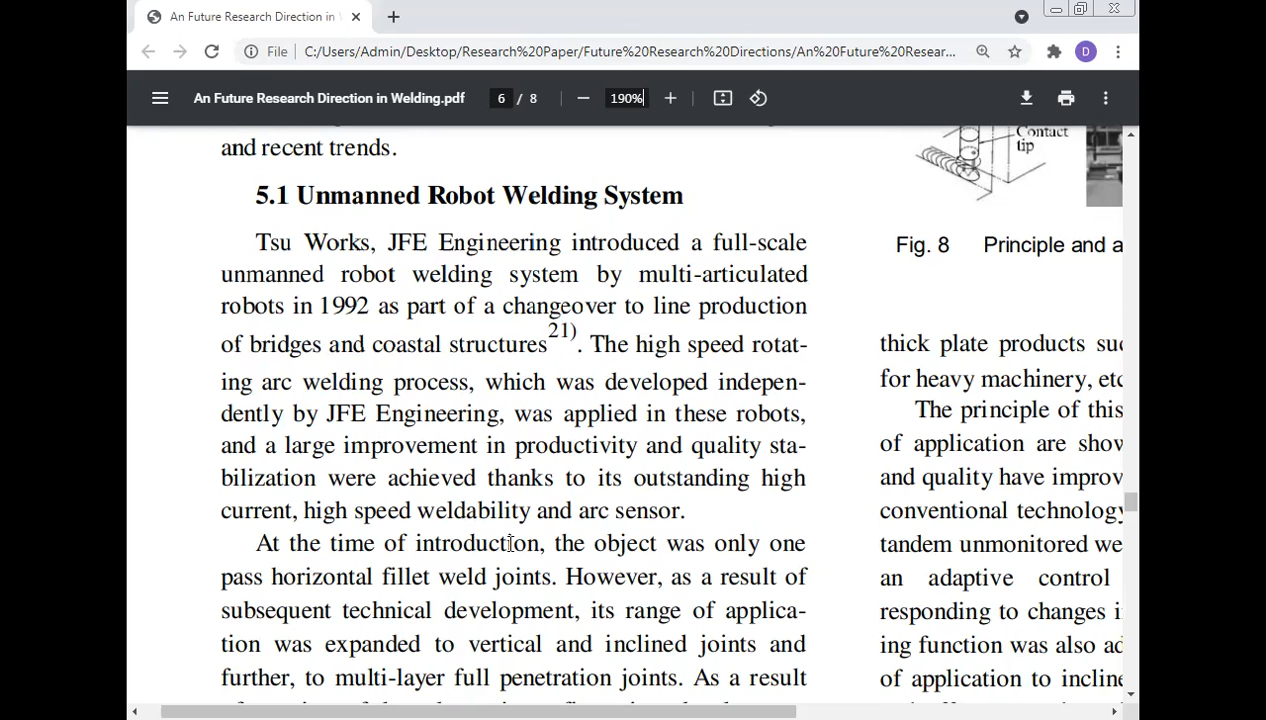 An Future Research Direction in
File
C:/Users/Admin/Desktop/Research%20Paper/Future%20Research%20Directions/An%20Future%20Resear...
D
An Future Research Direction in Welding.pdf
6 / 8
190%
and recent trends.
5.1 Unmanned Robot Welding System
Tsu Works, JFE Engineering introduced a full-scale
unmanned robot welding system by multi-articulated
robots in 1992 as part of a changeover to line production
of bridges and coastal structures21). The high speed rotat-
ing arc welding process, which was developed indepen-
dently by JFE Engineering, was applied in these robots,
and a large improvement in productivity and quality sta-
bilization were achieved thanks to its outstanding high
current, high speed weldability and arc sensor.
At the time of introduction, the object was only one
pass horizontal fillet weld joints. However, as a result of
subsequent technical development, its range of applica-
tion was expanded to vertical and inclined joints and
further, to multi-layer full penetration joints. As a result
Contact
tip
Fig. 8 Principle and a
thick plate products suc
for heavy machinery, etc
The principle of this
of application are show
and quality have improv
conventional technology
tandem unmonitored we
an adaptive control
responding to changes i
ing function was also ad
of application to incline